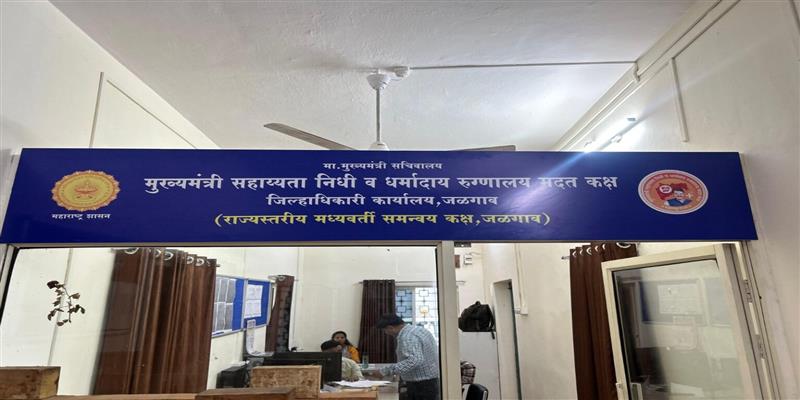 मा.मुख्यमंत्री सचिवालय
मुख्यमंत्री सहाय्यता निधी व धर्मादाय रुग्णालय मदत कक्ष
जिल्हाधिकारी कार्यालय,जळगाव
(राज्यस्तरीय मध्यवर्ती समन्वय कक्ष,जळगाव)
महाराष्ट्र शासन